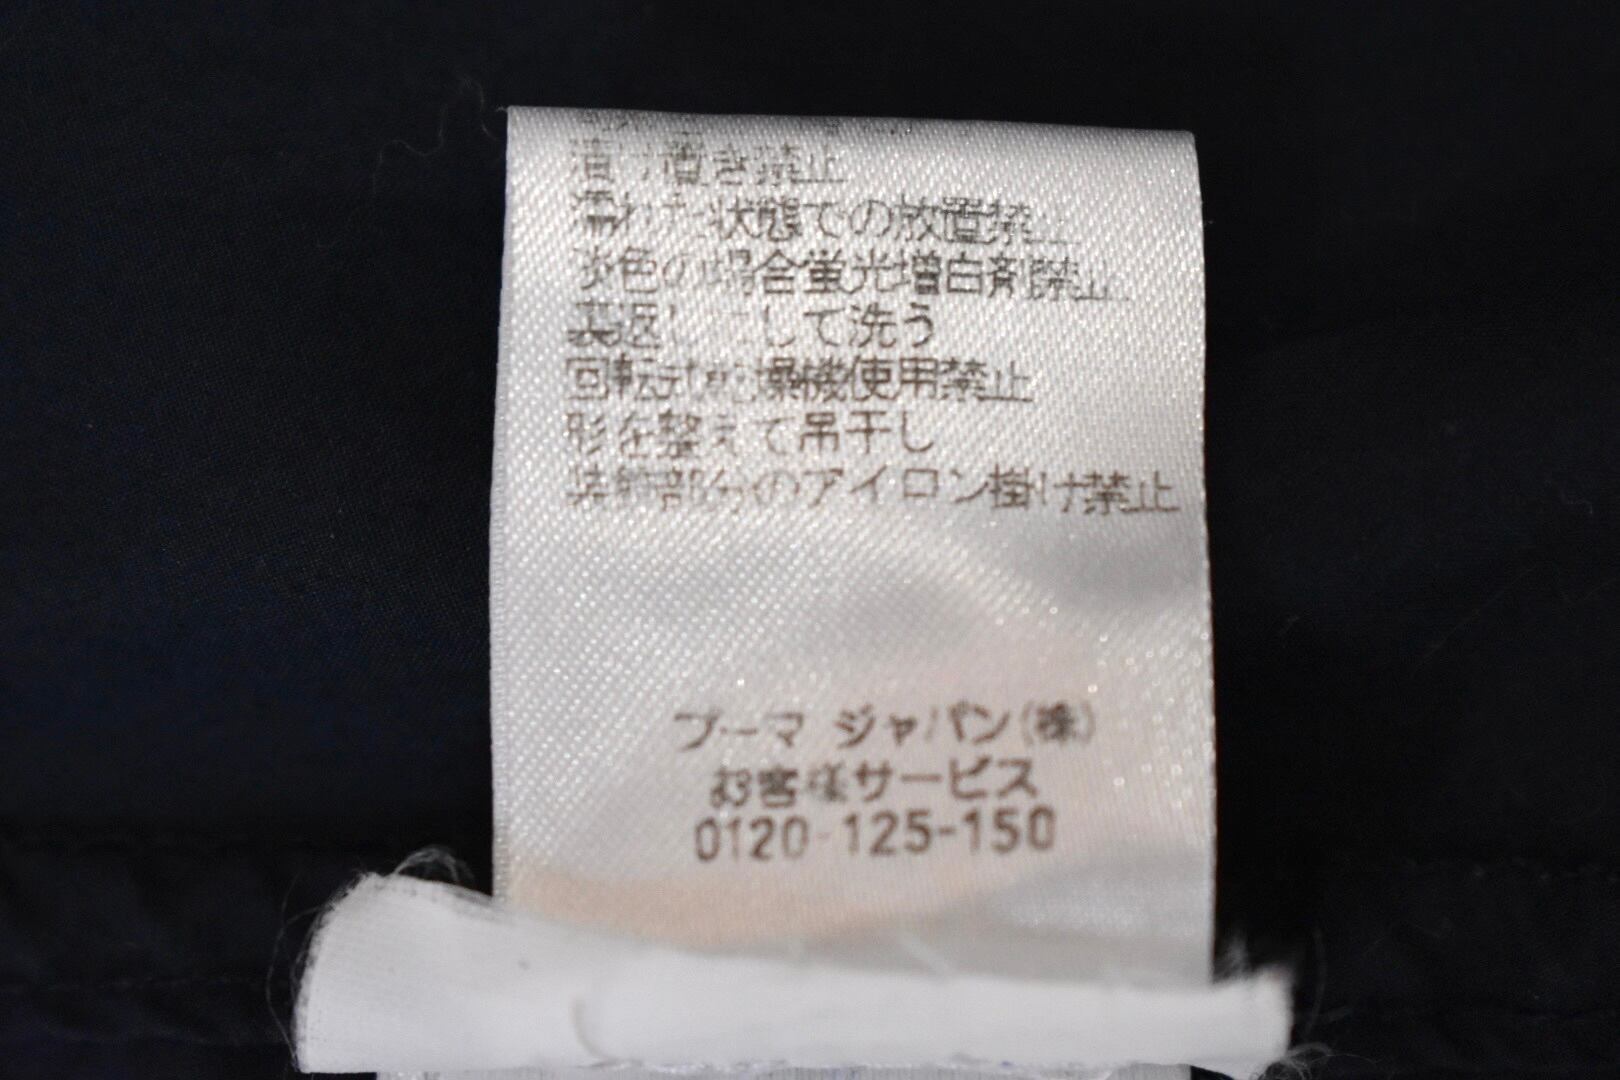 漬け置き禁止
濡れた状態での放置禁止
淡色の場合蛍光増白剤禁止
裏返しにして洗う
回転式乾燥機使用禁止
形を整えて吊干し
装飾部分のアイロン掛け禁止
プーマ ジャパン(株)
お客様サービス
0120-125-150